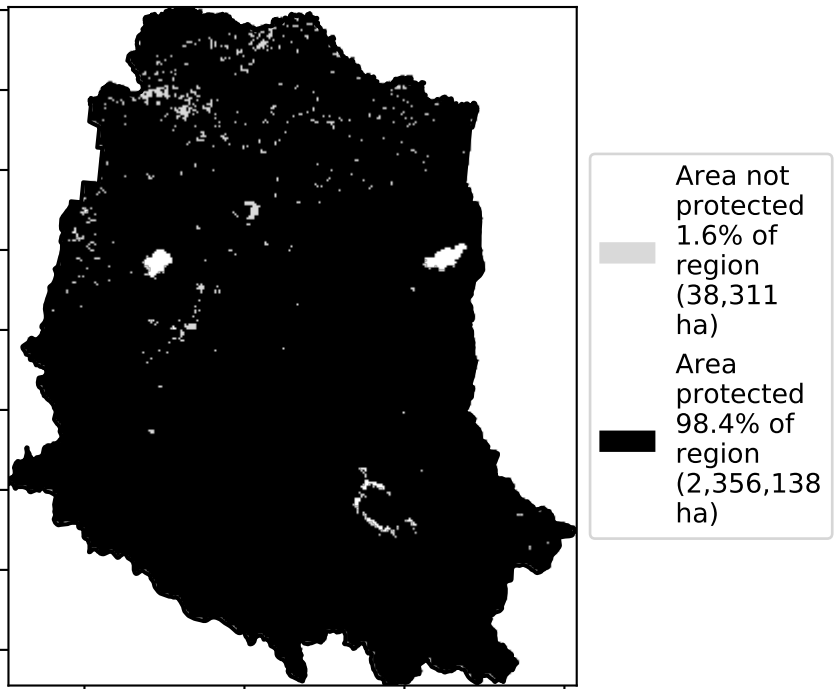 Area not
protected
1.6% of
region
(38,311
ha)
Area
protected
98.4% of
region
(2,356,138
ha)